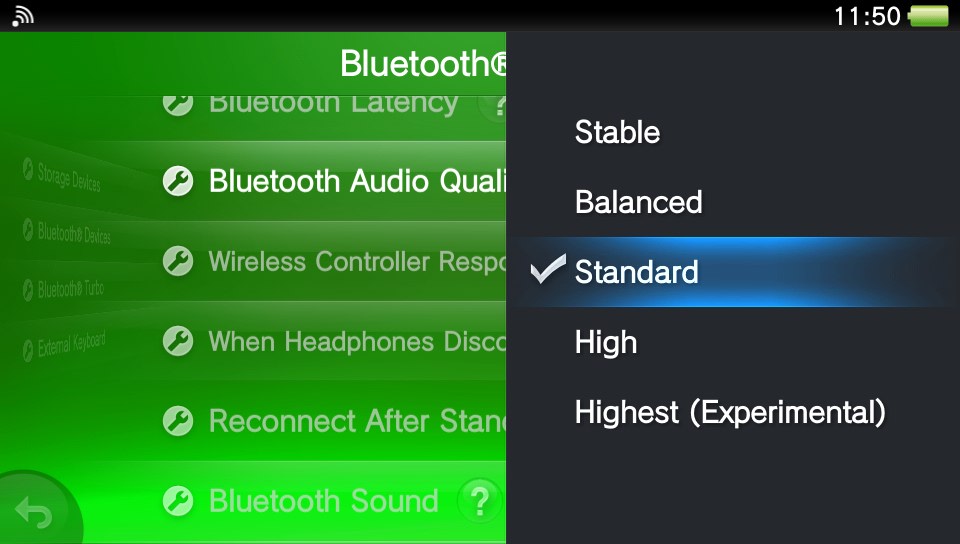 11:50
Bluetooth®
Bluetooth Latency ?
Bluetooth Audio Quali
Wireless Controller Respo
When Headphones Disco
Reconnect After Stan
Bluetooth Sound ?
Storage Devices
Bluetooth® Devices
Bluetooth® Turbo
External Keyboard
Stable
Balanced
Standard
High
Highest (Experimental)